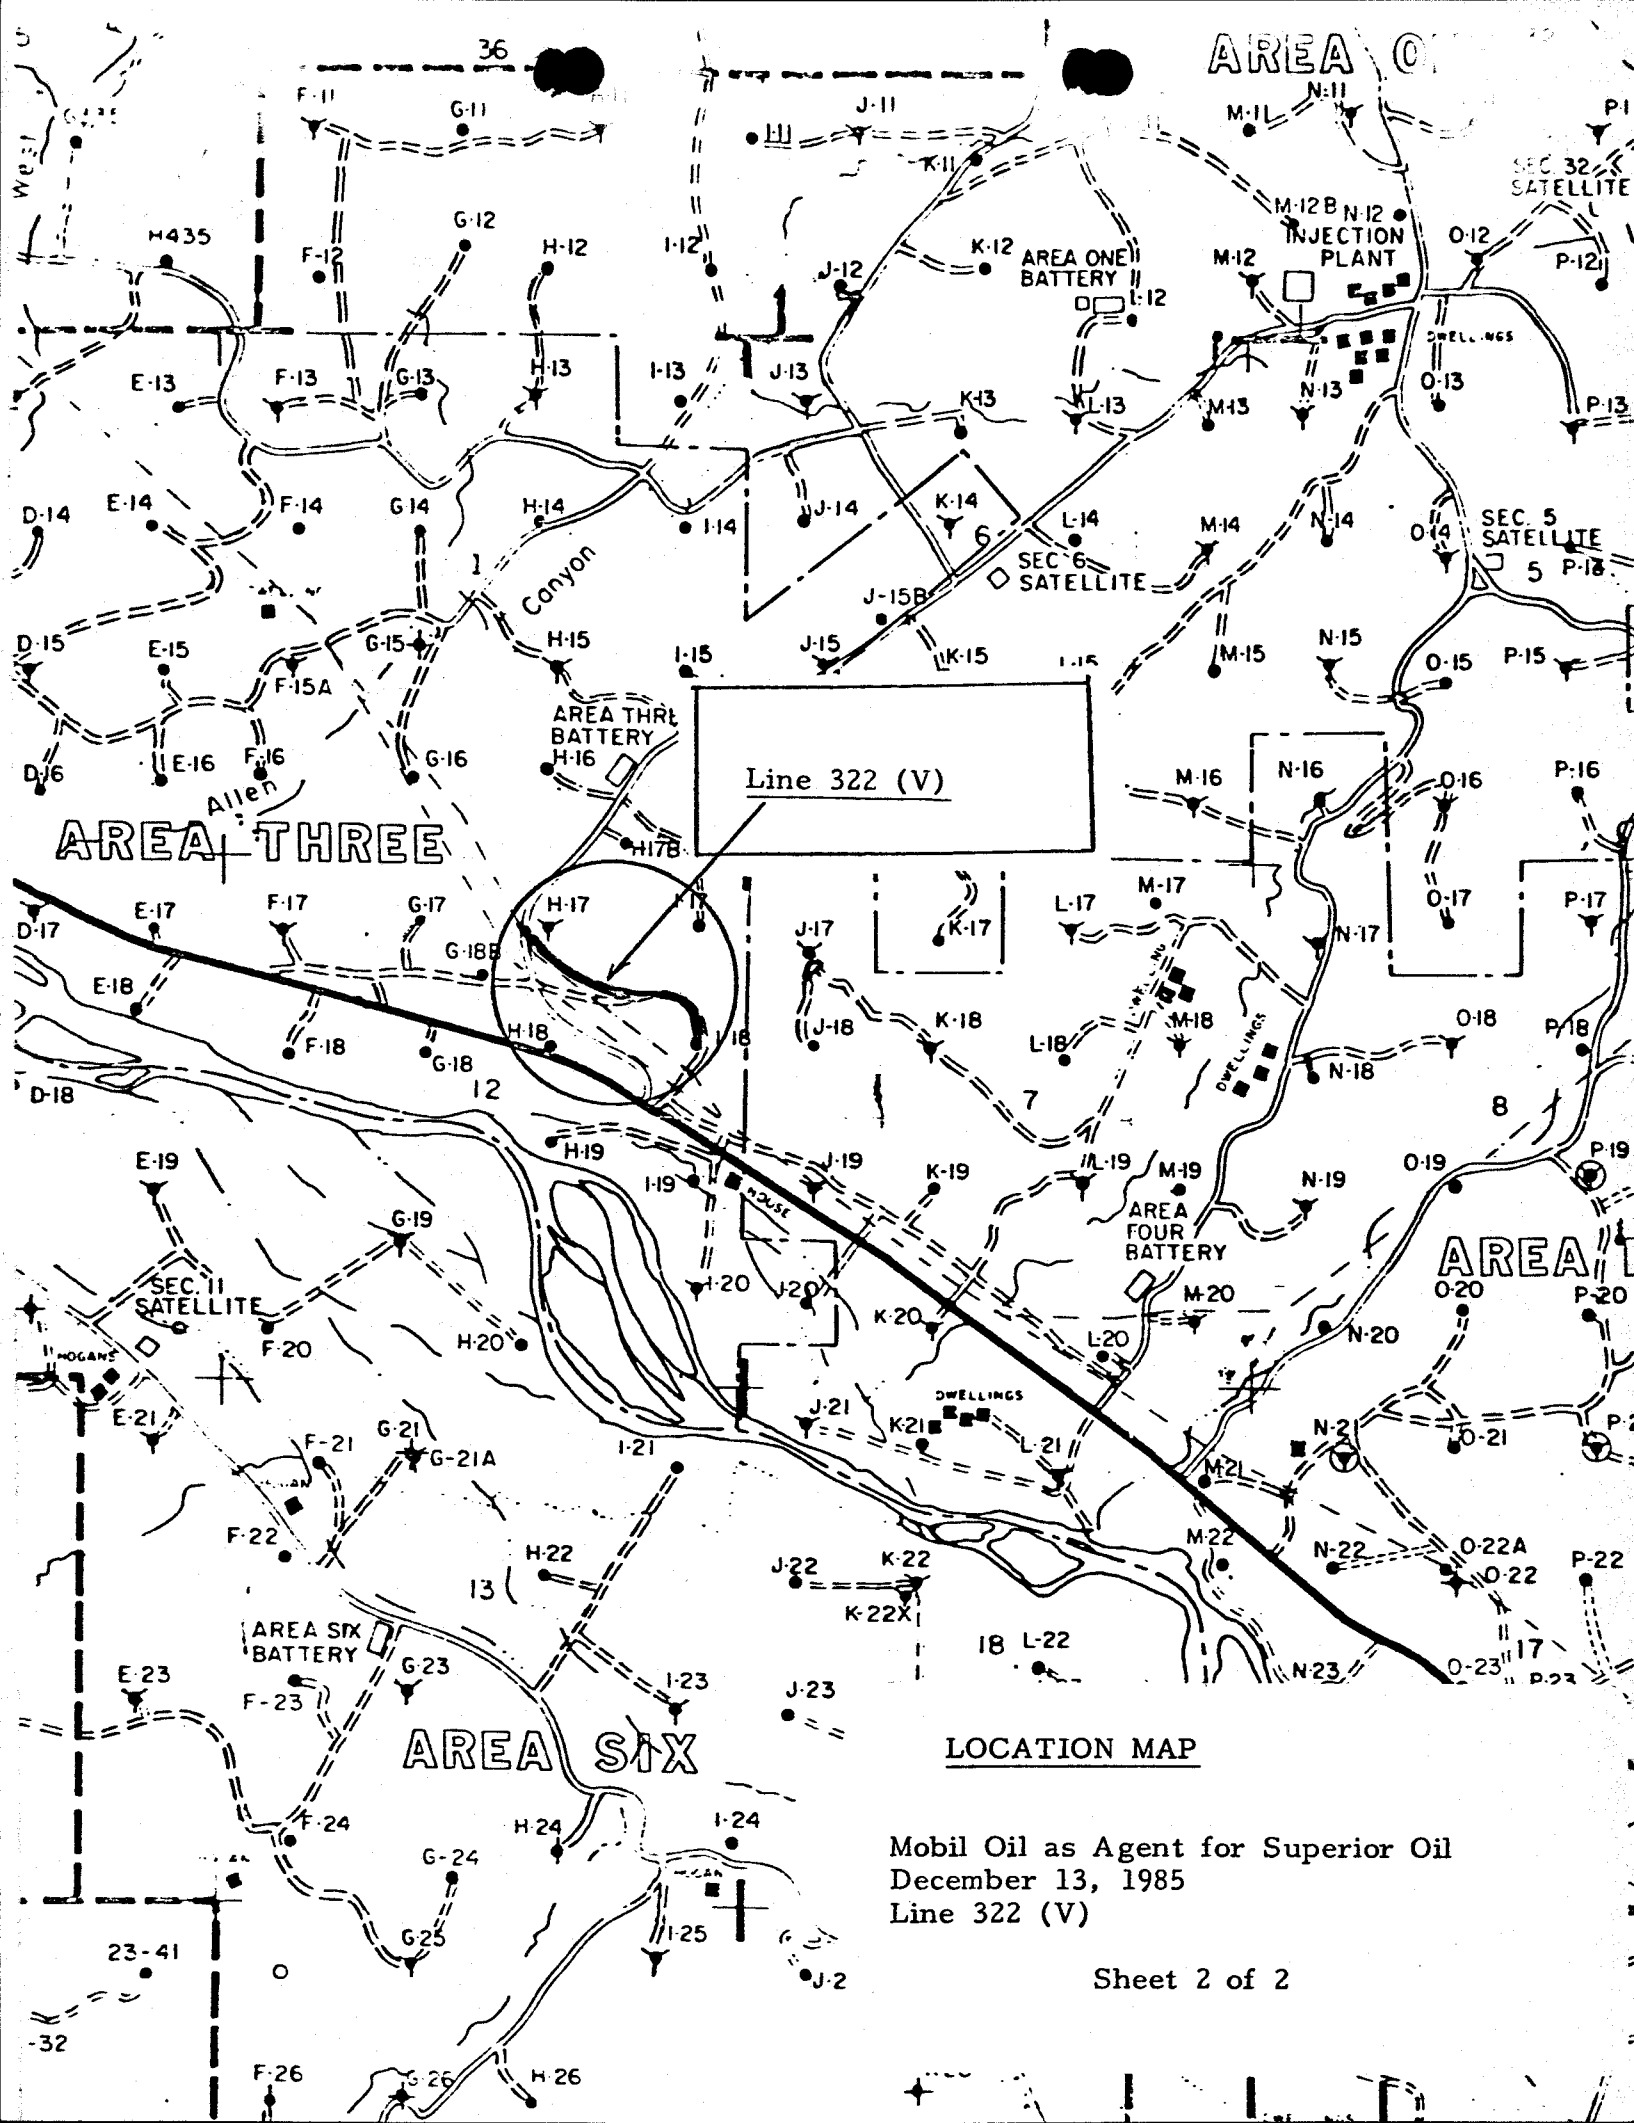 36
AREA O
F-11
G-11
J-11
M-11
N-11
P-1
West
K-11
SEC. 32
SATELLITE
H435
F-12
G-12
H-12
I-12
J-12
K-12
AREA ONE
BATTERY
L-12
M-12B
N-12
INJECTION
PLANT
M-12
O-12
P-12
DWELLINGS
E-13
F-13
G-13
H-13
I-13
J-13
K-13
L-13
M-13
N-13
O-13
P-13
D-14
E-14
F-14
G-14
H-14
I-14
J-14
K-14
L-14
M-14
N-14
O-14
SEC. 5
SATELLITE
5
1
Canyon
6
SEC 6
SATELLITE
J-15B
D-15
E-15
F-15A
G-15
H-15
I-15
J-15
K-15
L-15
M-15
N-15
O-15
P-15
AREA THRE
BATTERY
D-16
E-16
F-16
G-16
H-16
Line 322 (V)
M-16
N-16
O-16
P-16
Allen
AREA THREE
H17B
D-17
E-17
F-17
G-17
H-17
I-17
J-17
K-17
L-17
M-17
N-17
O-17
P-17
G-18B
E-18
F-18
G-18
H-18
I-18
J-18
K-18
L-18
M-18
DWELLINGS
N-18
O-18
P-18
D-18
12
7
8
E-19
H-19
I-19
HOUSE
J-19
K-19
L-19
M-19
N-19
O-19
P-19
G-19
AREA
FOUR
BATTERY
AREA
SEC. 11
SATELLITE
F-20
H-20
I-20
J-20
K-20
L-20
M-20
N-20
O-20
P-20
HOGANS
DWELLINGS
E-21
F-21
G-21
G-21A
I-21
J-21
K-21
L-21
M-21
N-21
O-21
P-2
F-22
H-22
J-22
K-22
K-22X
M-22
N-22
O-22A
O-22
P-22
13
AREA SIX
BATTERY
18
L-22
17
E-23
F-23
G-23
I-23
J-23
N-23
O-23
P-23
AREA SIX
LOCATION MAP
F-24
G-24
H-24
I-24
Mobil Oil as Agent for Superior Oil
December 13, 1985
Line 322 (V)
G-25
I-25
23-41
J-2
Sheet 2 of 2
-32
F-26
G-26
H-26